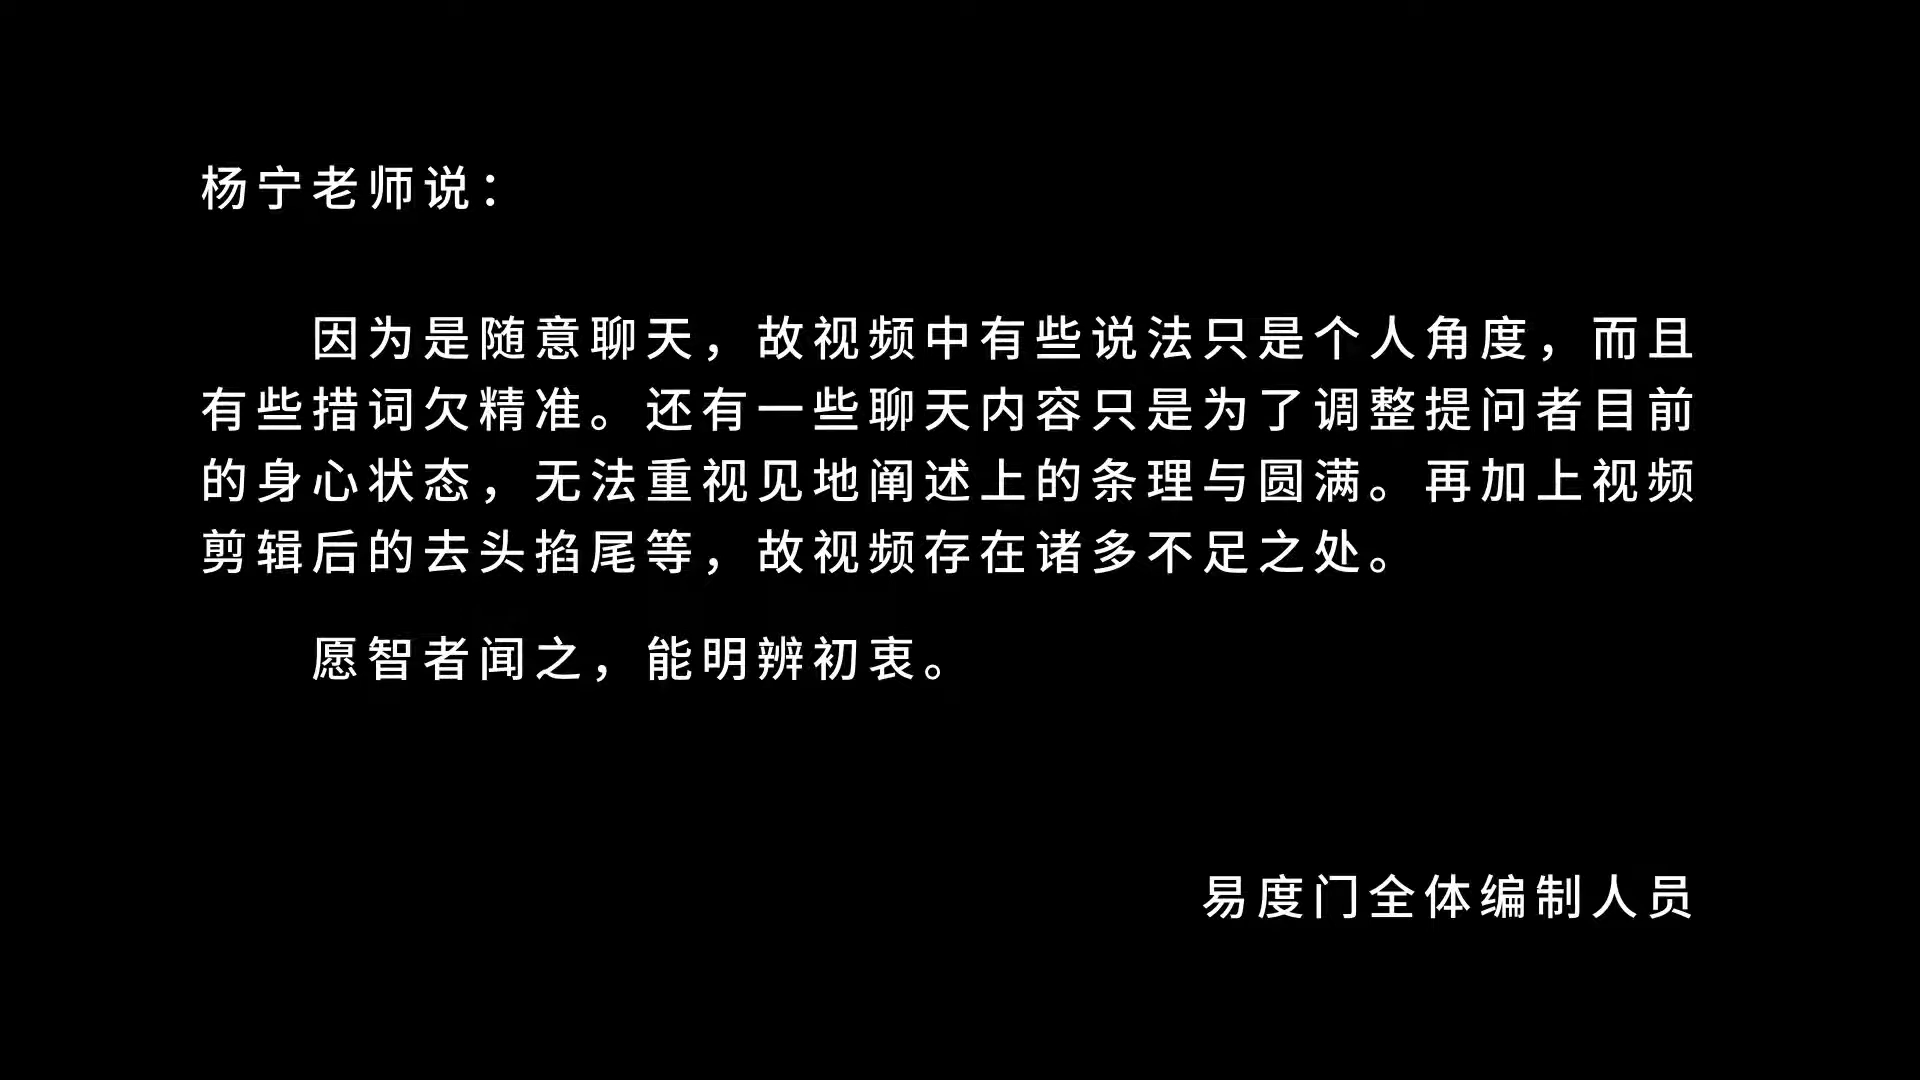 杨宁老师说：
因为是随意聊天，故视频中有些说法只是个人角度，而且
有些措词欠精准。还有一些聊天内容只是为了调整提问者目前
的身心状态，无法重视见地阐述上的条理与圆满。再加上视频
剪辑后的去头掐尾等，故视频存在诸多不足之处。
愿智者闻之，能明辨初衷。
易度门全体编制人员